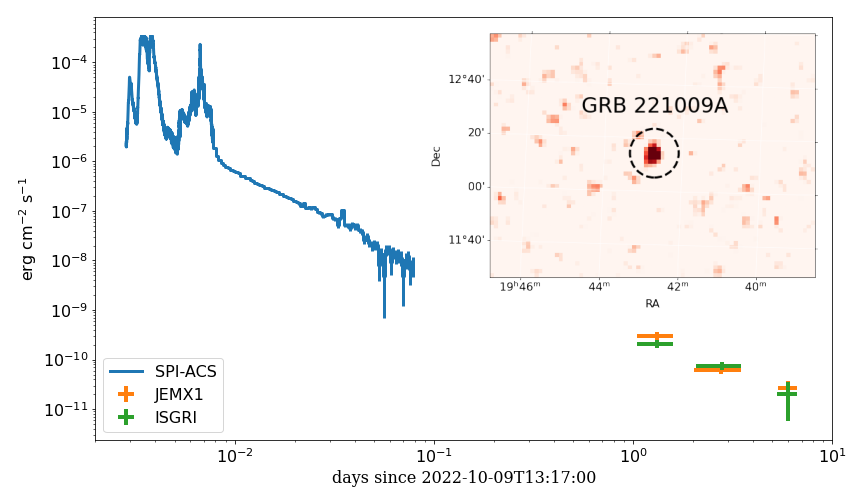 erg cm⁻² s⁻¹
10⁻⁴
10⁻⁵
10⁻⁶
10⁻⁷
10⁻⁸
10⁻⁹
10⁻¹⁰
10⁻¹¹
SPI-ACS
JEMX1
ISGRI
10⁻² 10⁻¹ 10⁰ 10¹
days since 2022-10-09T13:17:00
GRB 221009A
Dec
12°40'
20'
00'
11°40'
19ʰ46ᵐ 44ᵐ 42ᵐ 40ᵐ
RA